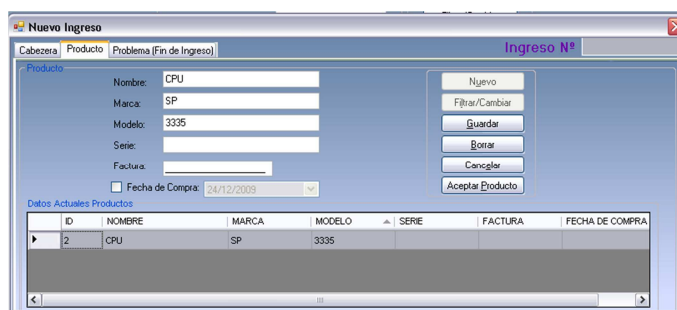 Nuevo Ingreso
Cabezera Producto Problema (Fin de Ingreso)
Ingreso Nº
Producto
Nombre: CPU
Marca: SP
Modelo: 3335
Serie:
Factura:
Fecha de Compra: 24/12/2009
Nuevo
Filtrar/Cambiar
Guardar
Borrar
Cancelar
Aceptar Producto
Datos Actuales Productos
ID NOMBRE MARCA MODELO SERIE FACTURA FECHA DE COMPRA
2 CPU SP 3335